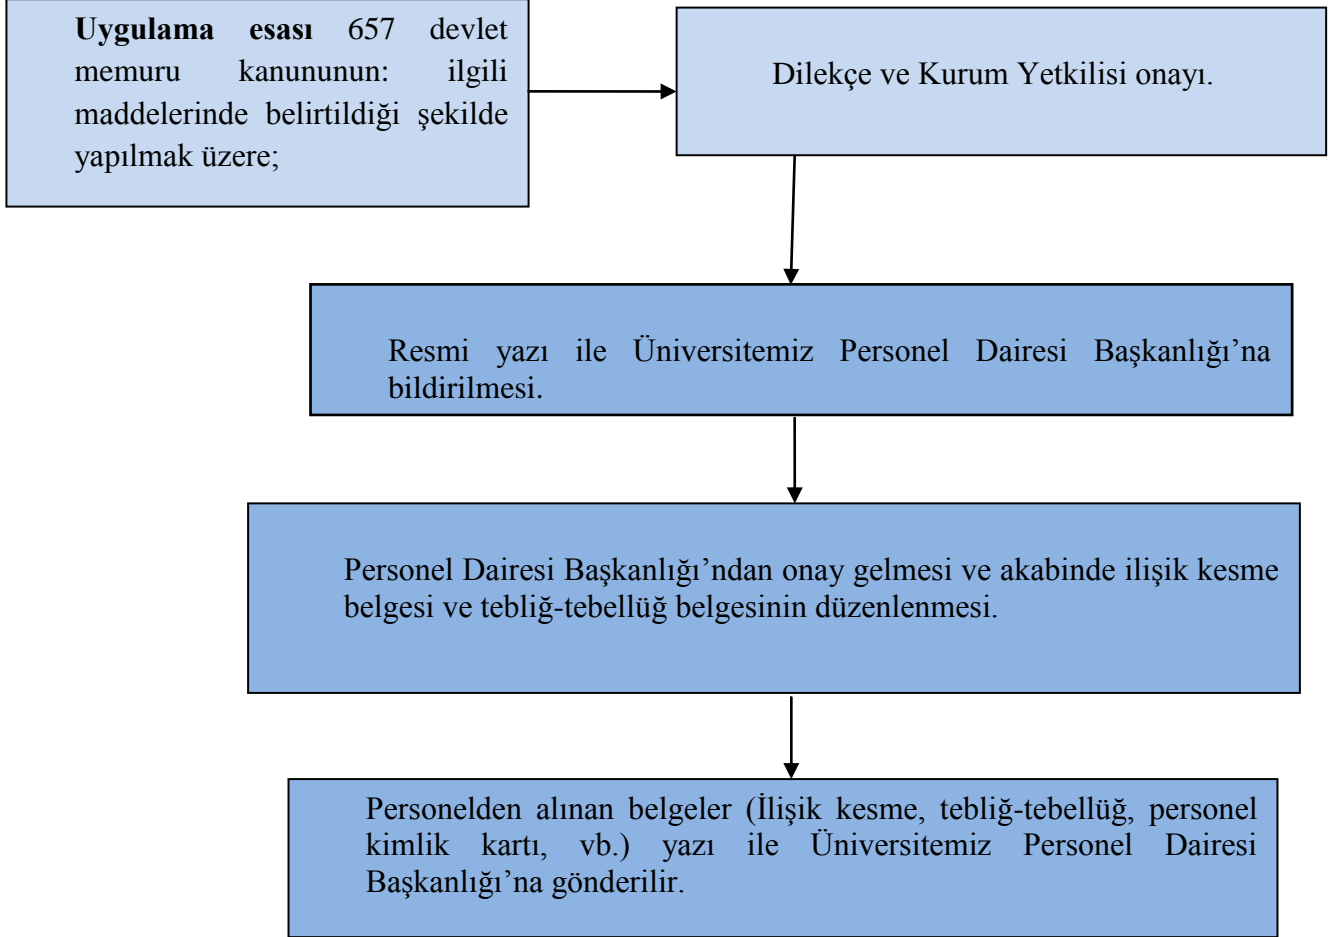 Uygulama esası 657 devlet
memuru kanununun: ilgili
maddelerinde belirtildiği şekilde
yapılmak üzere;
Dilekçe ve Kurum Yetkilisi onayı.
Resmi yazı ile Üniversitemiz Personel Dairesi Başkanlığı’na
bildirilmesi.
Personel Dairesi Başkanlığı’ndan onay gelmesi ve akabinde ilişik kesme
belgesi ve tebliğ-tebellüğ belgesinin düzenlenmesi.
Personelden alınan belgeler (İlişik kesme, tebliğ-tebellüğ, personel
kimlik kartı, vb.) yazı ile Üniversitemiz Personel Dairesi
Başkanlığı’na gönderilir.